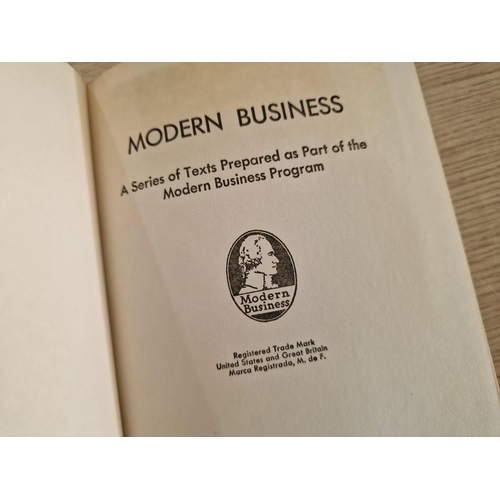 MODERN BUSINESS
A Series of Texts Prepared as Part of the
Modern Business Program
Modern
Business
Registered Trade Mark
United States and Great Britain
Marca Registrada, M. de F.